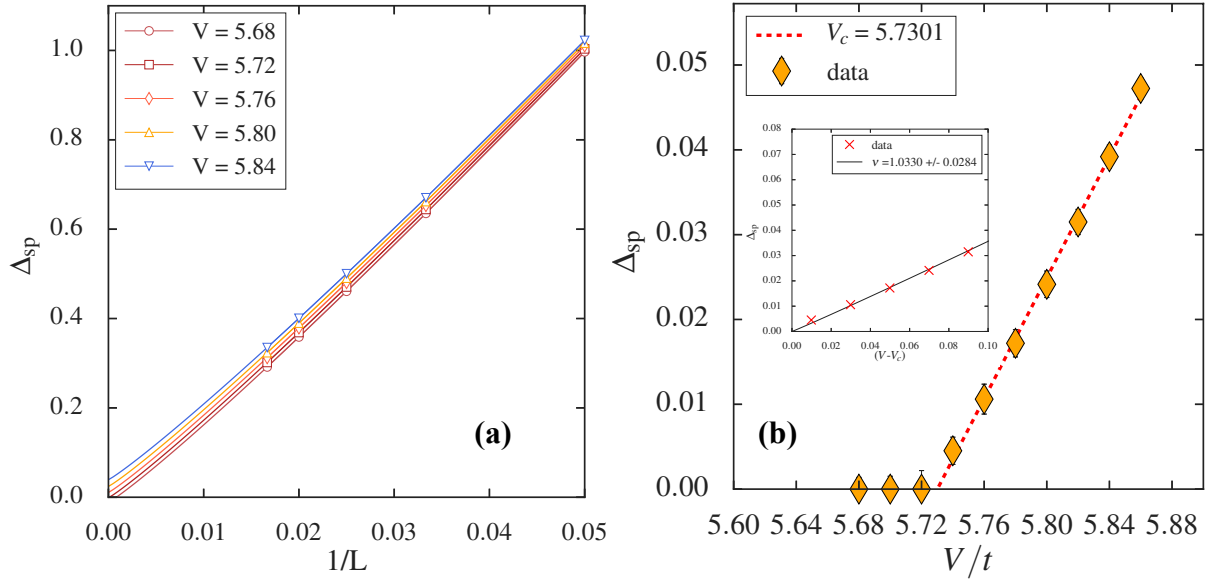 V = 5.68
V = 5.72
V = 5.76
V = 5.80
V = 5.84
1.0
0.8
0.6
0.4
0.2
0.0
Δsp
0.00 0.01 0.02 0.03 0.04 0.05
1/L
(a)
Vc = 5.7301
data
0.05
0.04
0.03
0.02
0.01
0.00
Δsp
data
ν =1.0330 +/- 0.0284
0.08
0.07
0.06
0.05
0.04
0.03
0.02
0.01
0.00
Δsp
0.00 0.02 0.04 0.06 0.08 0.10
(V-Vc)
(b)
5.60 5.64 5.68 5.72 5.76 5.80 5.84 5.88
V/t